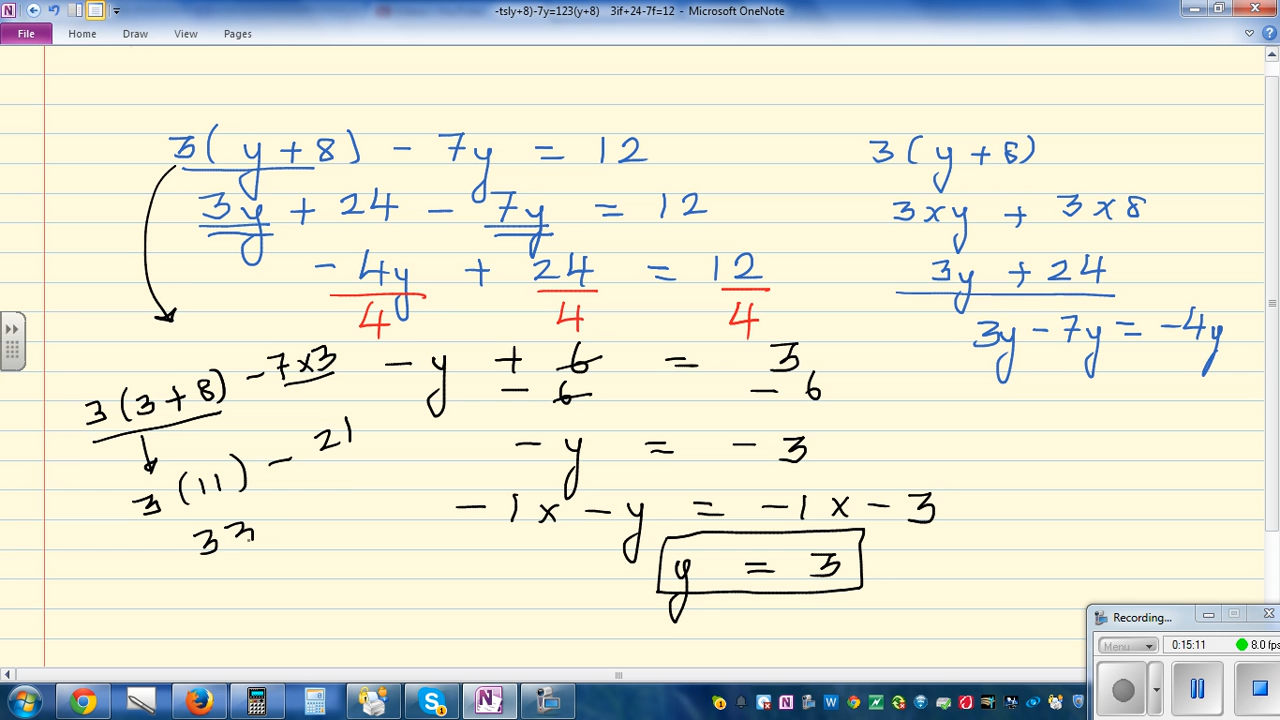 -tsly+8)-7y=123(y+8) 3if+24-7f=12 - Microsoft OneNote
File Home Draw View Pages
3(y+8) - 7y = 12
3y + 24 - 7y = 12
-4y + 24 = 12
4 4 4
-y + 6 = 3
- 6 - 6
-y = -3
-1x -y = -1x -3
y = 3
3(y+8)
3xy + 3x8
3y + 24
3y - 7y = -4y
3(3+8) - 7x3
3(11) - 21
33
Recording...
Menu 0:15:11 8.0 fps